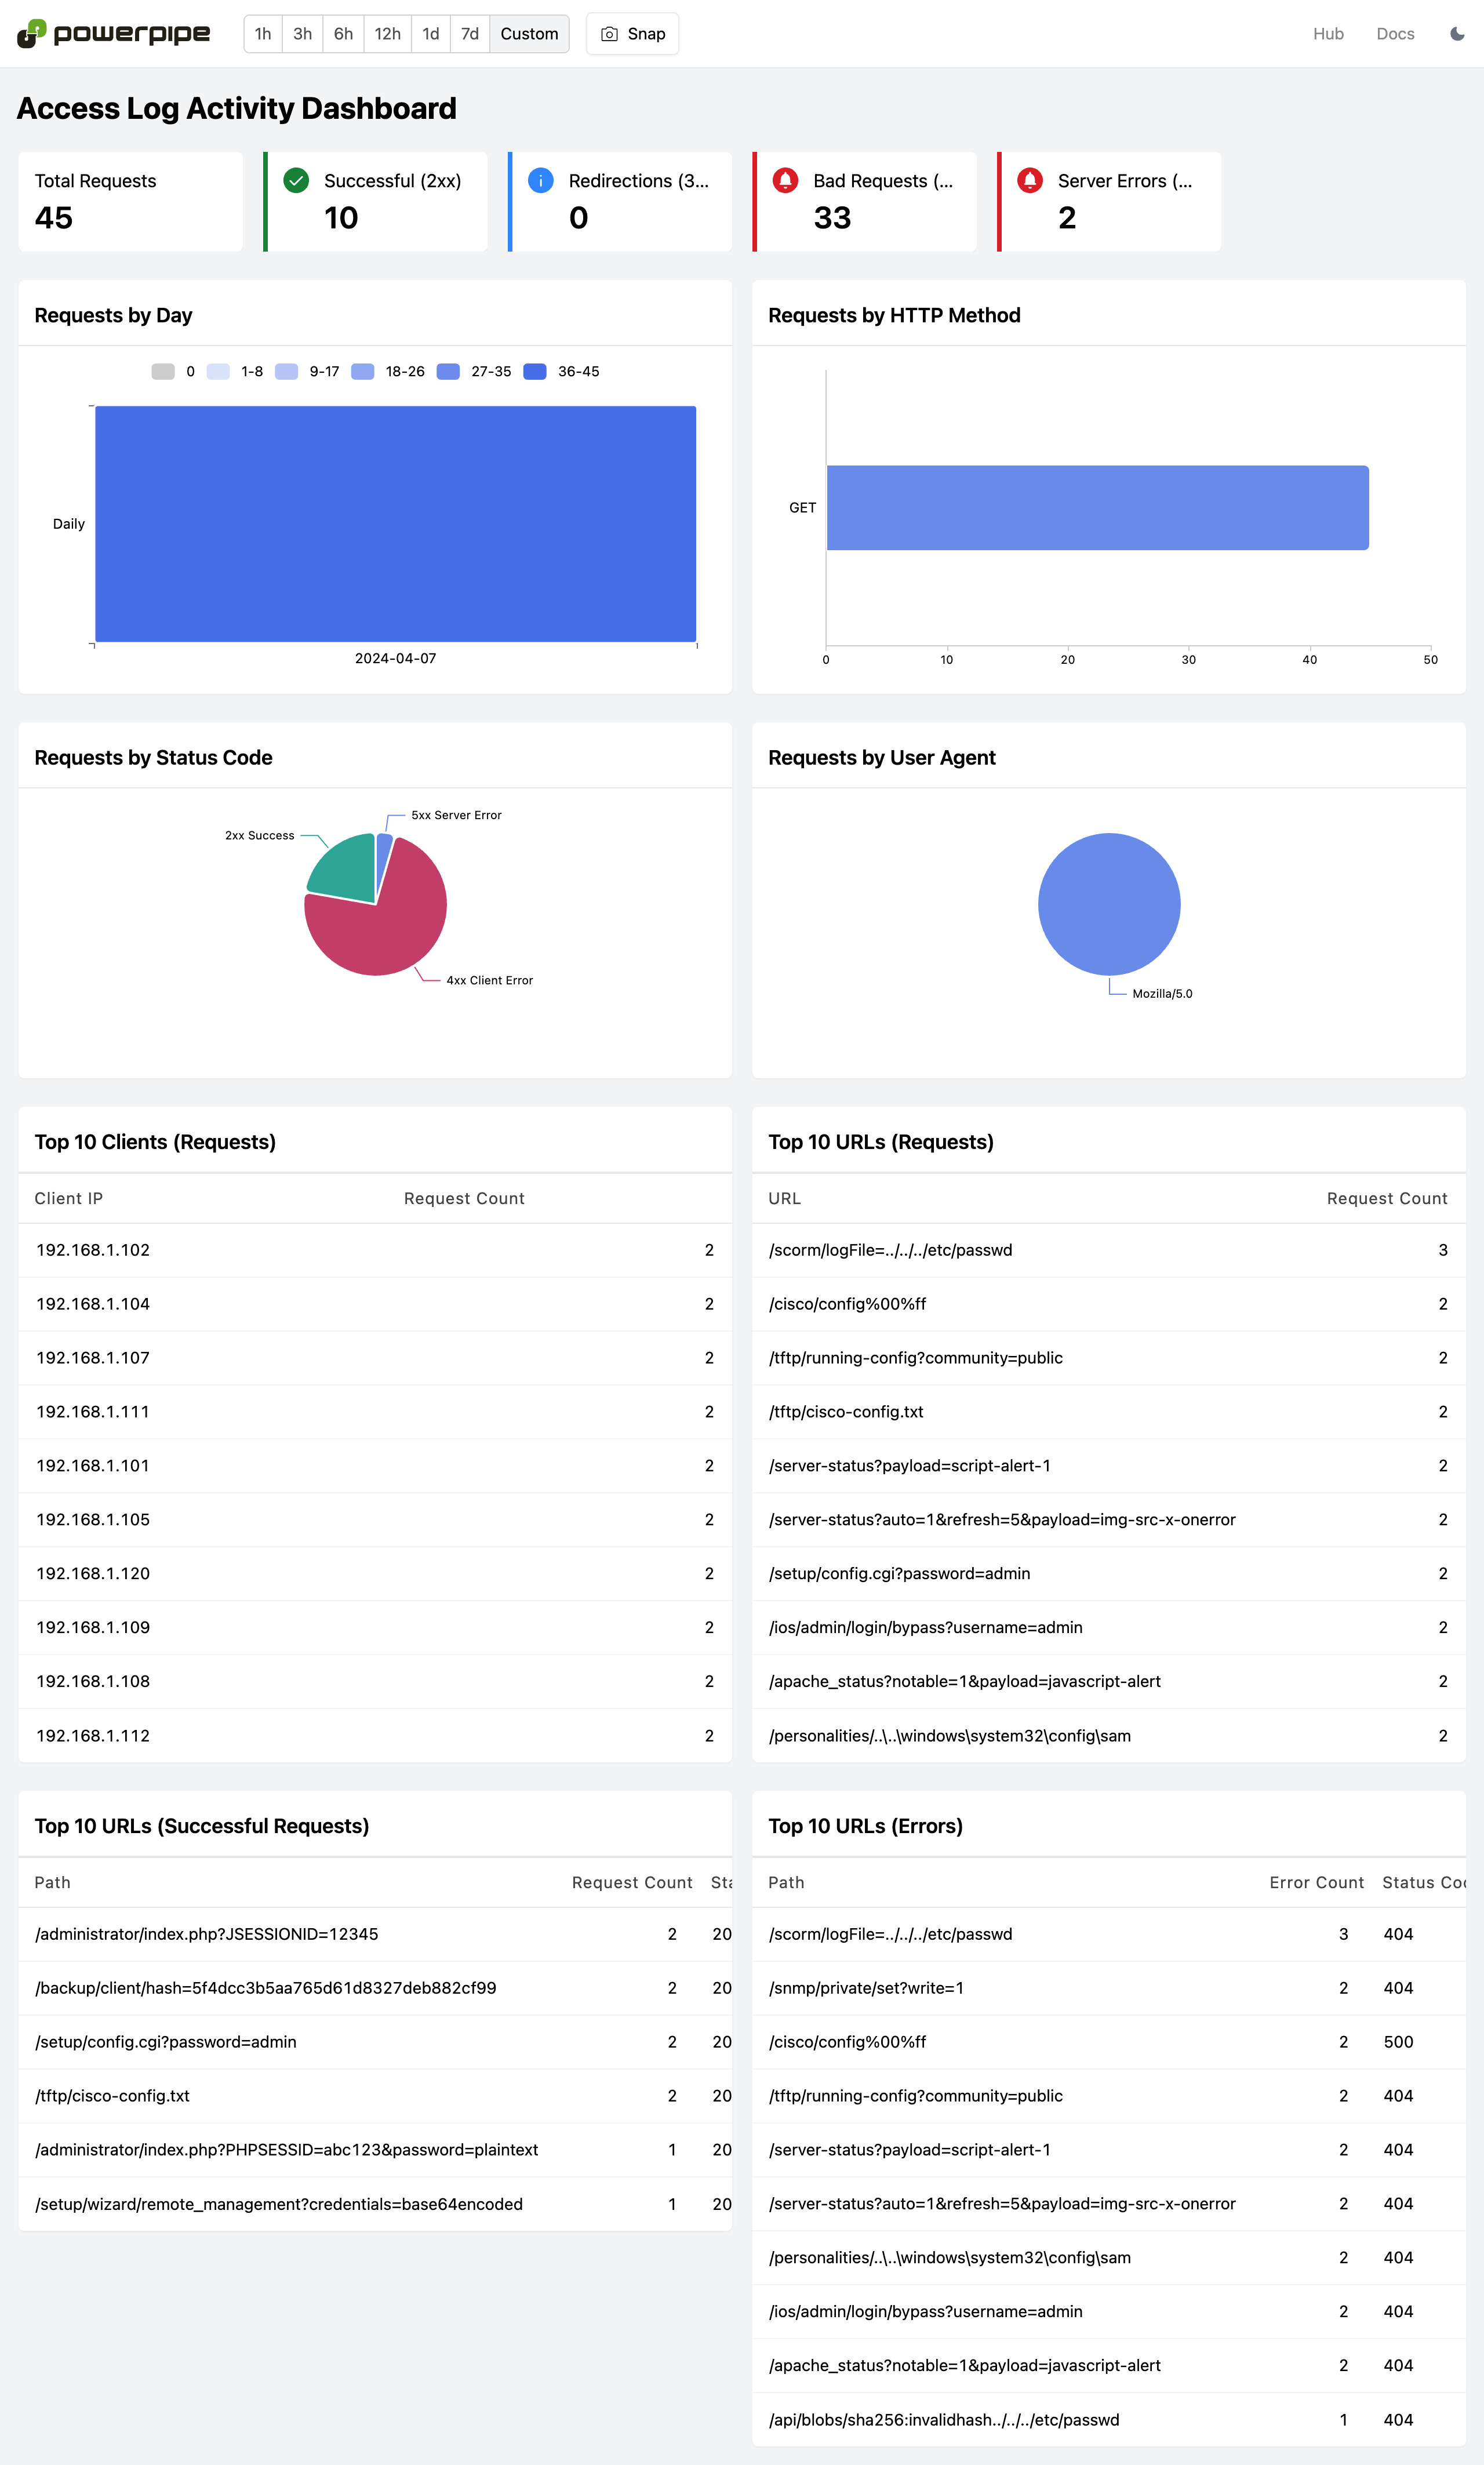 powerpipe 1h 3h 6h 12h 1d 7d Custom Snap Hub Docs
Access Log Activity Dashboard
Total Requests
45
Successful (2xx)
10
Redirections (3...
0
Bad Requests (...
33
Server Errors (...
2
Requests by Day
0 1-8 9-17 18-26 27-35 36-45
Daily
2024-04-07
Requests by HTTP Method
GET
0 10 20 30 40 50
Requests by Status Code
5xx Server Error
2xx Success
4xx Client Error
Requests by User Agent
Mozilla/5.0
Top 10 Clients (Requests)
Client IP Request Count
192.168.1.102 2
192.168.1.104 2
192.168.1.107 2
192.168.1.111 2
192.168.1.101 2
192.168.1.105 2
192.168.1.120 2
192.168.1.109 2
192.168.1.108 2
192.168.1.112 2
Top 10 URLs (Requests)
URL Request Count
/scorm/logFile=../../../etc/passwd 3
/cisco/config%00%ff 2
/tftp/running-config?community=public 2
/tftp/cisco-config.txt 2
/server-status?payload=script-alert-1 2
/server-status?auto=1&refresh=5&payload=img-src-x-onerror 2
/setup/config.cgi?password=admin 2
/ios/admin/login/bypass?username=admin 2
/apache_status?notable=1&payload=javascript-alert 2
/personalities/..\..\windows\system32\config\sam 2
Top 10 URLs (Successful Requests)
Path Request Count Sta
/administrator/index.php?JSESSIONID=12345 2 20
/backup/client/hash=5f4dcc3b5aa765d61d8327deb882cf99 2 20
/setup/config.cgi?password=admin 2 20
/tftp/cisco-config.txt 2 20
/administrator/index.php?PHPSESSID=abc123&password=plaintext 1 20
/setup/wizard/remote_management?credentials=base64encoded 1 20
Top 10 URLs (Errors)
Path Error Count Status Co
/scorm/logFile=../../../etc/passwd 3 404
/snmp/private/set?write=1 2 404
/cisco/config%00%ff 2 500
/tftp/running-config?community=public 2 404
/server-status?payload=script-alert-1 2 404
/server-status?auto=1&refresh=5&payload=img-src-x-onerror 2 404
/personalities/..\..\windows\system32\config\sam 2 404
/ios/admin/login/bypass?username=admin 2 404
/apache_status?notable=1&payload=javascript-alert 2 404
/api/blobs/sha256:invalidhash../../../etc/passwd 1 404